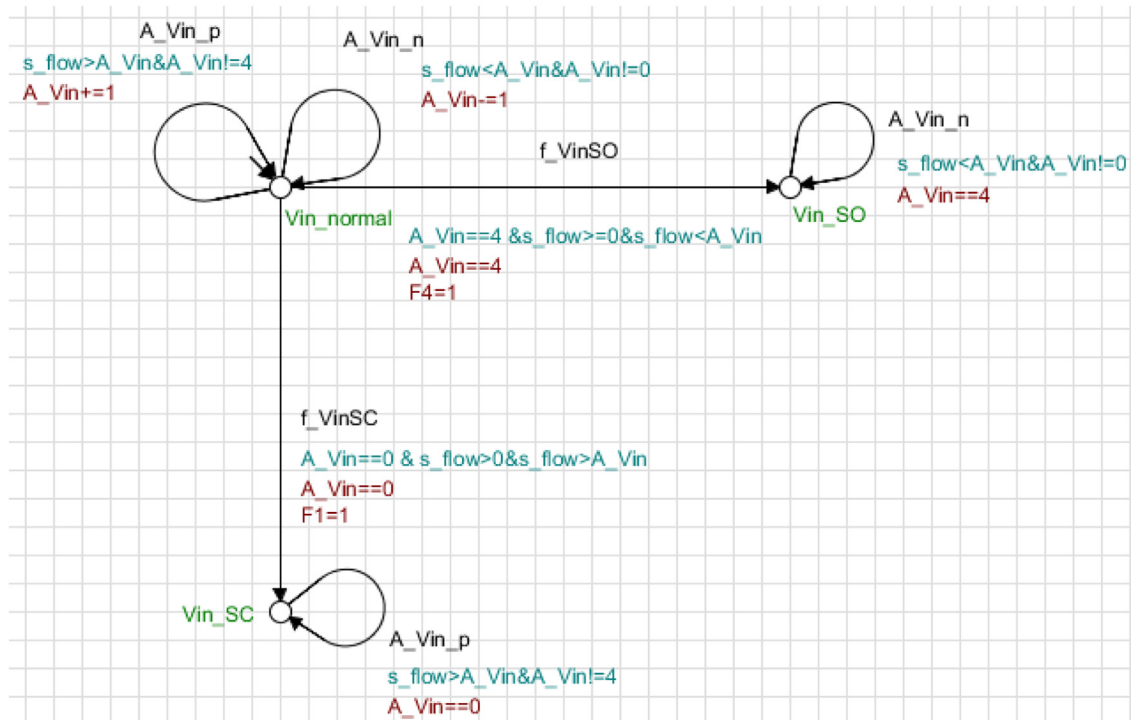 A_Vin_p
s_flow>A_Vin&A_Vin!=4
A_Vin+=1
A_Vin_n
s_flow<A_Vin&A_Vin!=0
A_Vin-=1
f_VinSO
A_Vin_n
s_flow<A_Vin&A_Vin!=0
A_Vin==4
Vin_normal
Vin_SO
A_Vin==4 &s_flow>=0&s_flow<A_Vin
A_Vin==4
F4=1
f_VinSC
A_Vin==0 & s_flow>0&s_flow>A_Vin
A_Vin==0
F1=1
Vin_SC
A_Vin_p
s_flow>A_Vin&A_Vin!=4
A_Vin==0